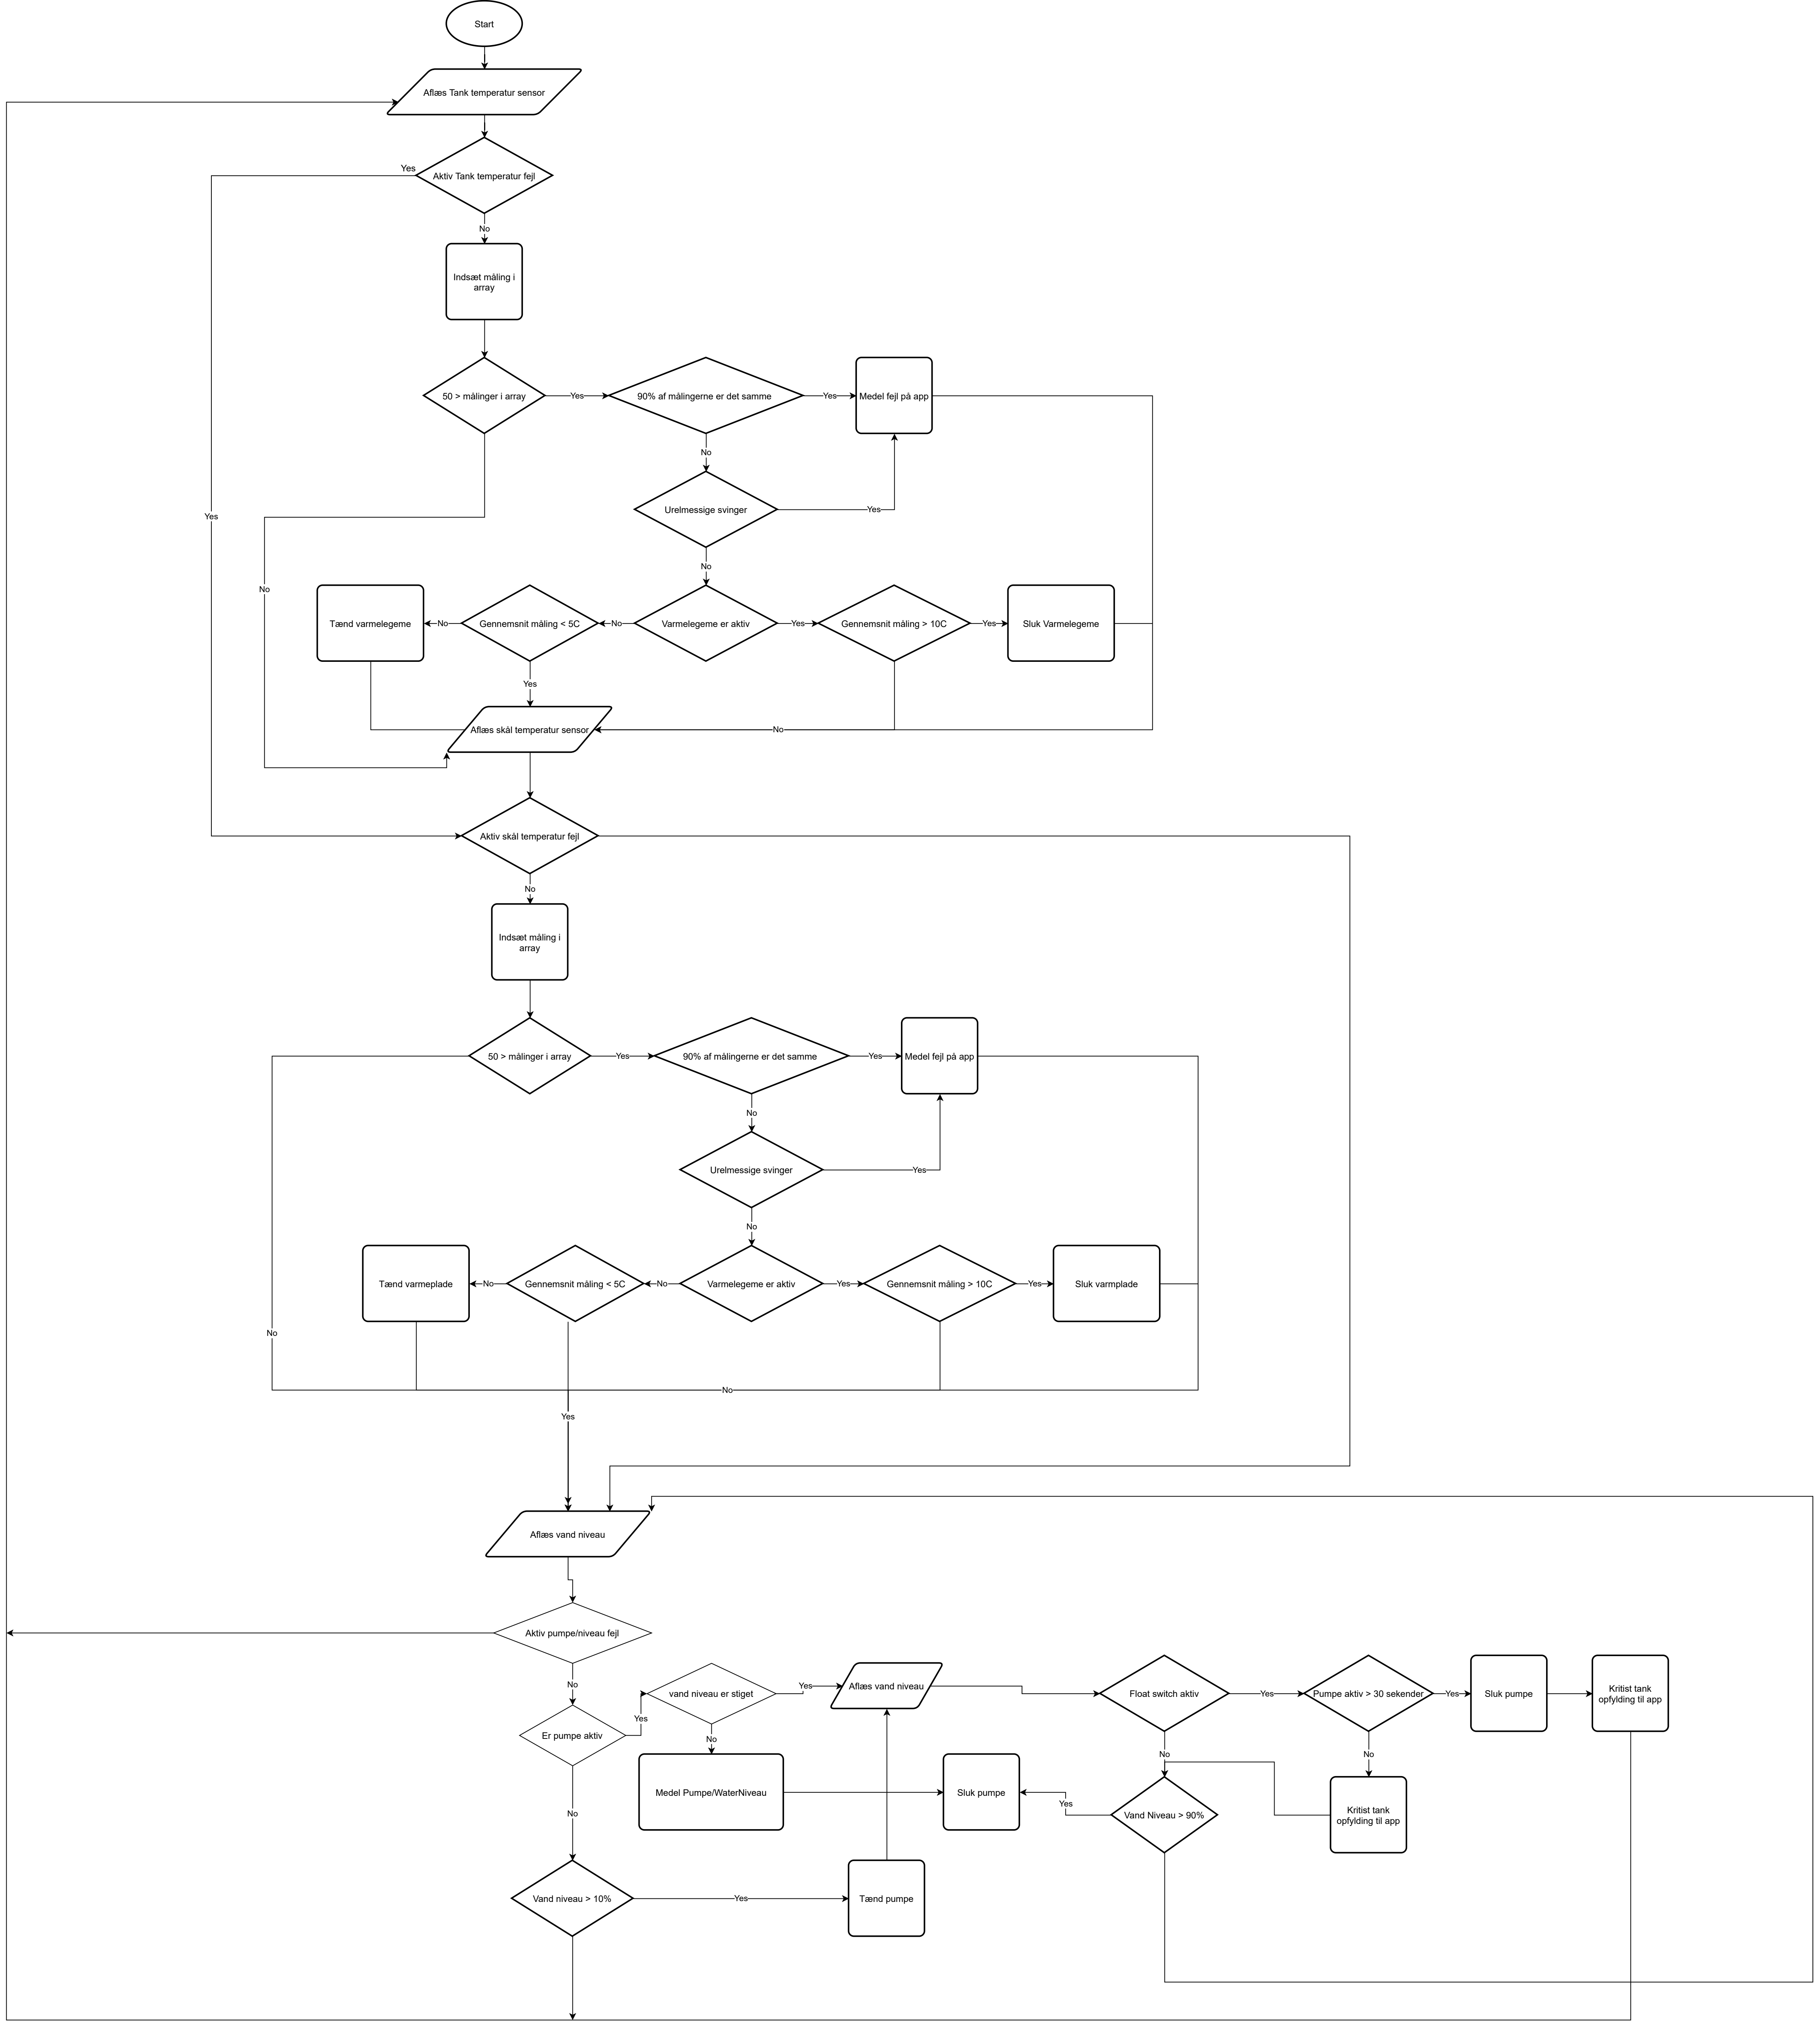 Start
Aflæs Tank temperatur sensor
Yes
Aktiv Tank temperatur fejl
No
Indsæt måling i
array
50 > målinger i array
Yes
90% af målingerne er det samme
Yes
Medel fejl på app
No
Urelmessige svinger
Yes
Yes
No
No
Tænd varmelegeme
No
Gennemsnit måling < 5C
No
Varmelegeme er aktiv
Yes
Gennemsnit måling > 10C
Yes
Sluk Varmelegeme
Yes
Aflæs skål temperatur sensor
No
Aktiv skål temperatur fejl
No
Indsæt måling i
array
50 > målinger i array
Yes
90% af målingerne er det samme
Yes
Medel fejl på app
No
Urelmessige svinger
Yes
No
Tænd varmeplade
No
Gennemsnit måling < 5C
No
Varmelegeme er aktiv
Yes
Gennemsnit måling > 10C
Yes
Sluk varmplade
No
No
Yes
Aflæs vand niveau
Aktiv pumpe/niveau fejl
No
Er pumpe aktiv
Yes
vand niveau er stiget
Yes
Aflæs vand niveau
Float switch aktiv
Yes
Pumpe aktiv > 30 sekender
Yes
Sluk pumpe
Kritist tank
opfylding til app
No
Medel Pumpe/WaterNiveau
Sluk pumpe
No
No
Yes
Vand Niveau > 90%
Kritist tank
opfylding til app
No
Vand niveau > 10%
Yes
Tænd pumpe